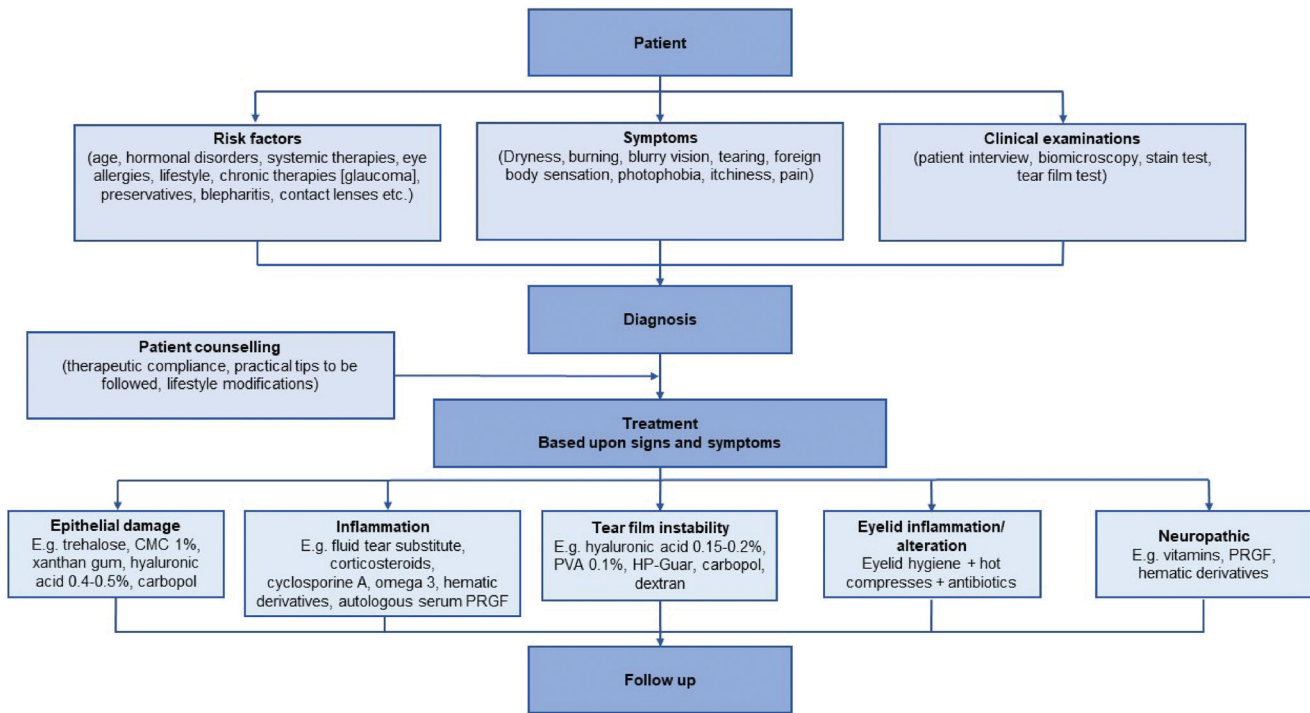 Patient
Risk factors
(age, hormonal disorders, systemic therapies, eye
allergies, lifestyle, chronic therapies [glaucoma],
preservatives, blepharitis, contact lenses etc.)
Symptoms
(Dryness, burning, blurry vision, tearing, foreign
body sensation, photophobia, itchiness, pain)
Clinical examinations
(patient interview, biomicroscopy, stain test,
tear film test)
Diagnosis
Patient counselling
(therapeutic compliance, practical tips to be
followed, lifestyle modifications)
Treatment
Based upon signs and symptoms
Epithelial damage
E.g. trehalose, CMC 1%,
xanthan gum, hyaluronic
acid 0.4-0.5%, carbopol
Inflammation
E.g. fluid tear substitute,
corticosteroids,
cyclosporine A, omega 3, hematic
derivatives, autologous serum PRGF
Tear film instability
E.g. hyaluronic acid 0.15-0.2%,
PVA 0.1%, HP-Guar, carbopol,
dextran
Eyelid inflammation/
alteration
Eyelid hygiene + hot
compresses + antibiotics
Neuropathic
E.g. vitamins, PRGF,
hematic derivatives
Follow up